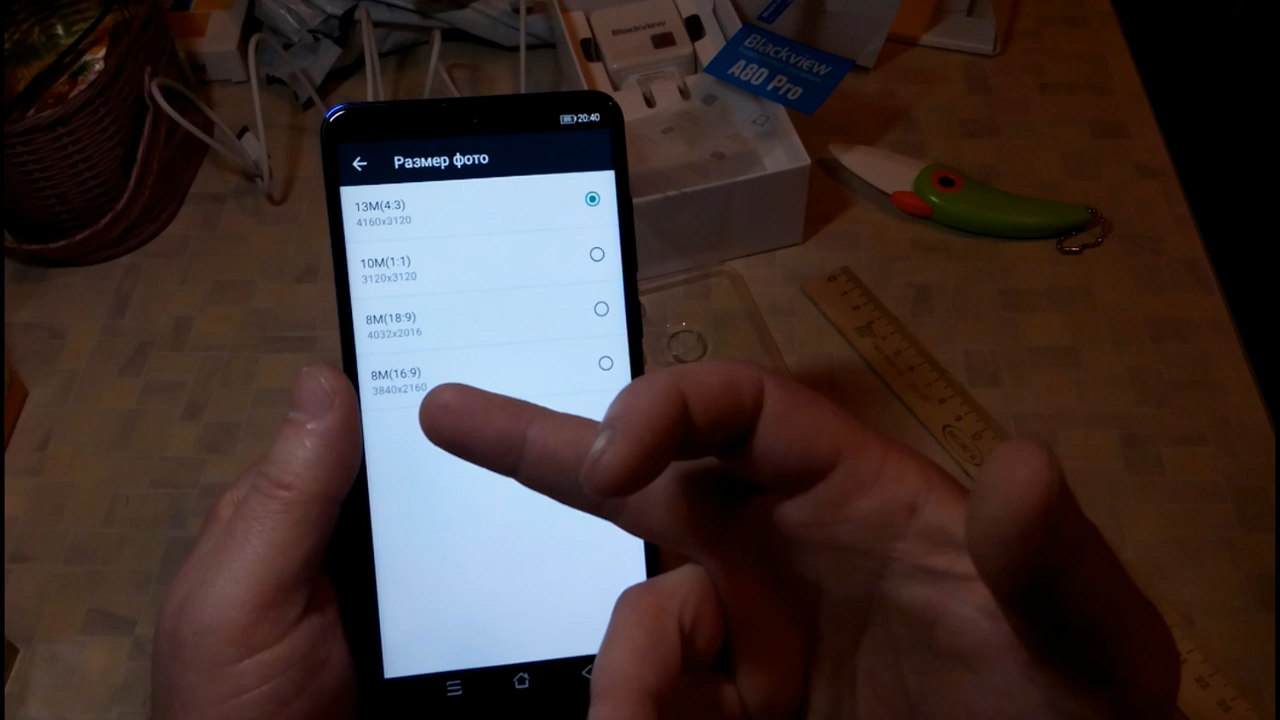 Blackview
Blackview
A80 Pro
20:40
Размер фото
13M(4:3)
4160x3120
10M(1:1)
3120x3120
8M(18:9)
4032x2016
8M(16:9)
3840x2160